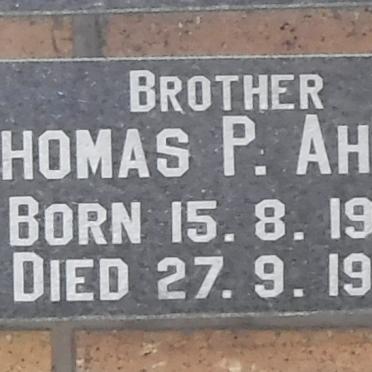 BROTHER
HOMAS P. AH
BORN 15. 8. 19
DIED 27. 9. 19